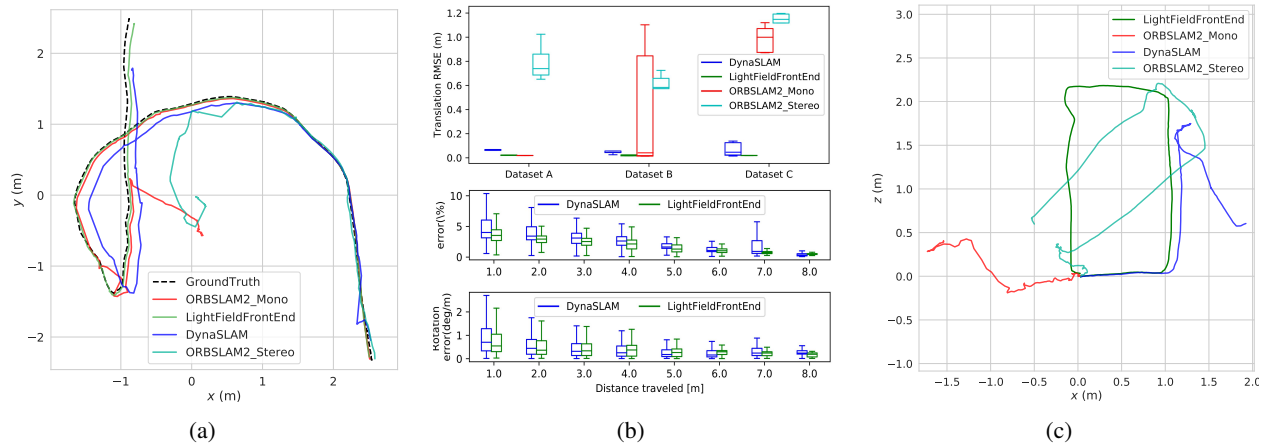 2
1
0
−1
−2
y (m)
−1
0
1
2
x (m)
GroundTruth
ORBSLAM2_Mono
LightFieldFrontEnd
DynaSLAM
ORBSLAM2_Stereo
(a)
1.2
1.0
0.8
0.6
0.4
0.2
0.0
Translation RMSE (m)
DynaSLAM
LightFieldFrontEnd
ORBSLAM2_Mono
ORBSLAM2_Stereo
Dataset A
Dataset B
Dataset C
10
5
0
error(\%)
DynaSLAM
LightFieldFrontEnd
1.0
2.0
3.0
4.0
5.0
6.0
7.0
8.0
2
1
0
Rotation
error(deg/m)
DynaSLAM
LightFieldFrontEnd
1.0
2.0
3.0
4.0
5.0
6.0
7.0
8.0
Distance traveled [m]
(b)
3.0
2.5
2.0
1.5
1.0
0.5
0.0
−0.5
−1.0
z (m)
LightFieldFrontEnd
ORBSLAM2_Mono
DynaSLAM
ORBSLAM2_Stereo
−1.5
−1.0
−0.5
0.0
0.5
1.0
1.5
x (m)
(c)